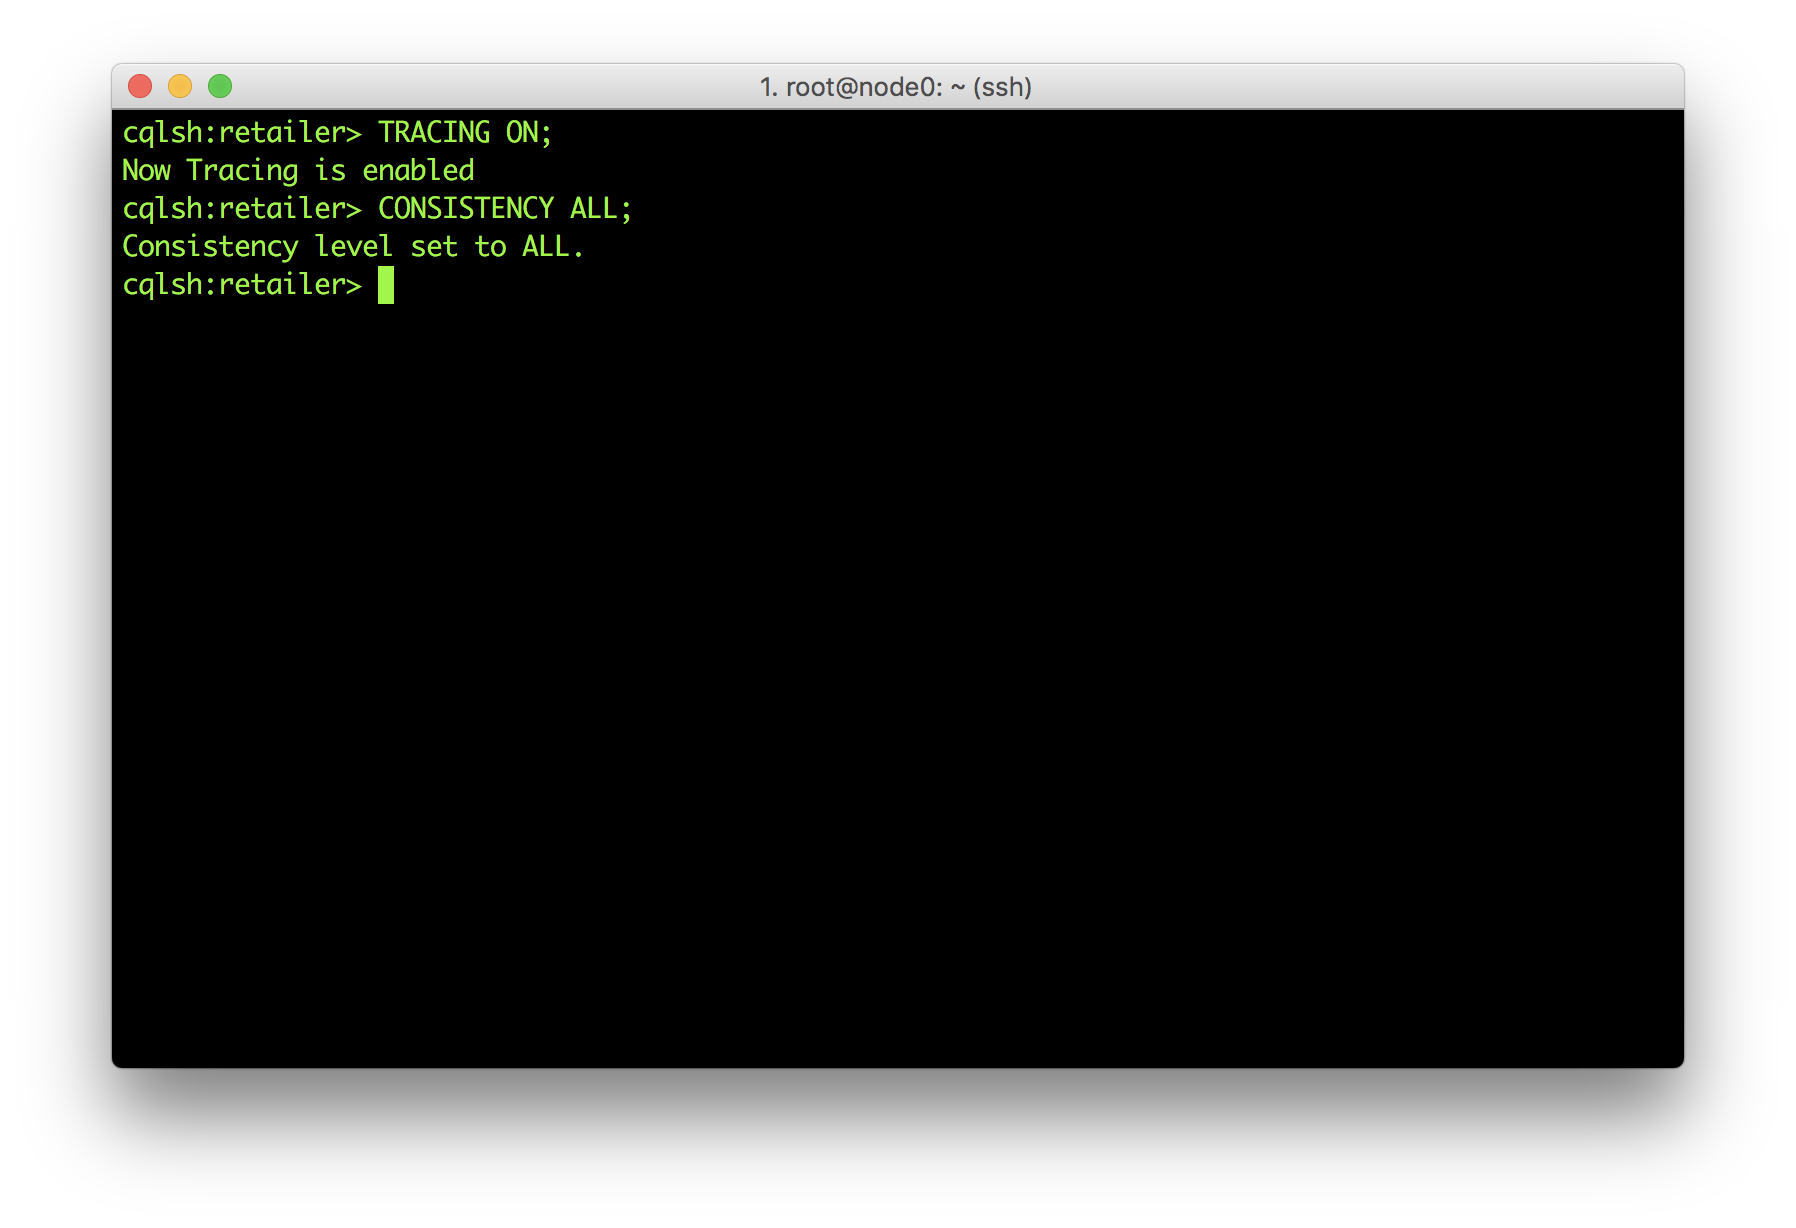 1. root@node0: ~ (ssh)
cqlsh:retailer> TRACING ON;
Now Tracing is enabled
cqlsh:retailer> CONSISTENCY ALL;
Consistency level set to ALL.
cqlsh:retailer>